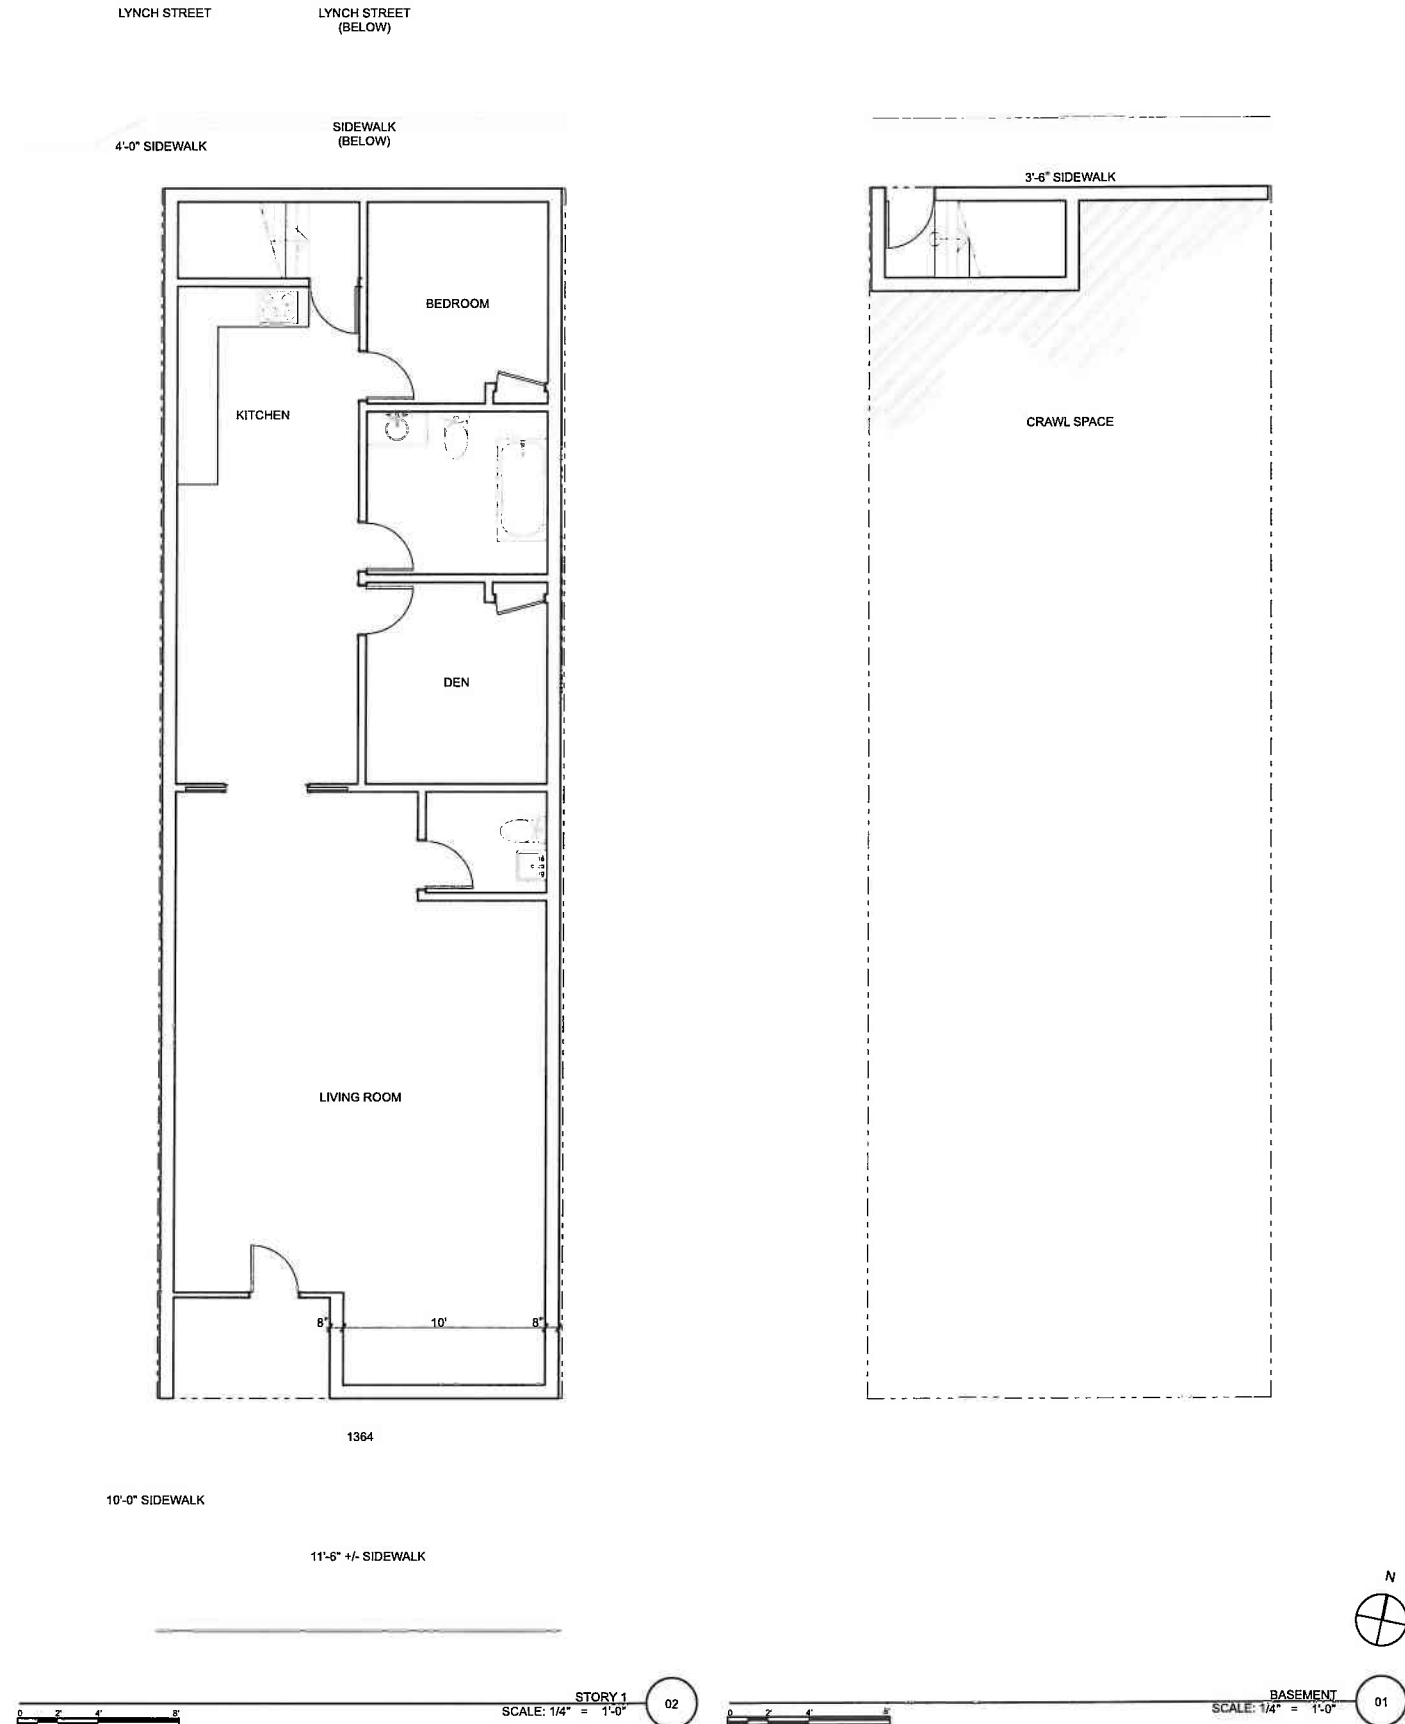 LYNCH STREET
LYNCH STREET
(BELOW)
SIDEWALK
(BELOW)
4'-0" SIDEWALK
3'-6" SIDEWALK
BEDROOM
KITCHEN
CRAWL SPACE
DEN
LIVING ROOM
8" 10' 8"
1364
10'-0" SIDEWALK
11'-6" +/- SIDEWALK
N
STORY 1
SCALE: 1/4" = 1'-0"
02
0 2' 4' 8'
BASEMENT
SCALE: 1/4" = 1'-0"
01
0 2' 4' 8'